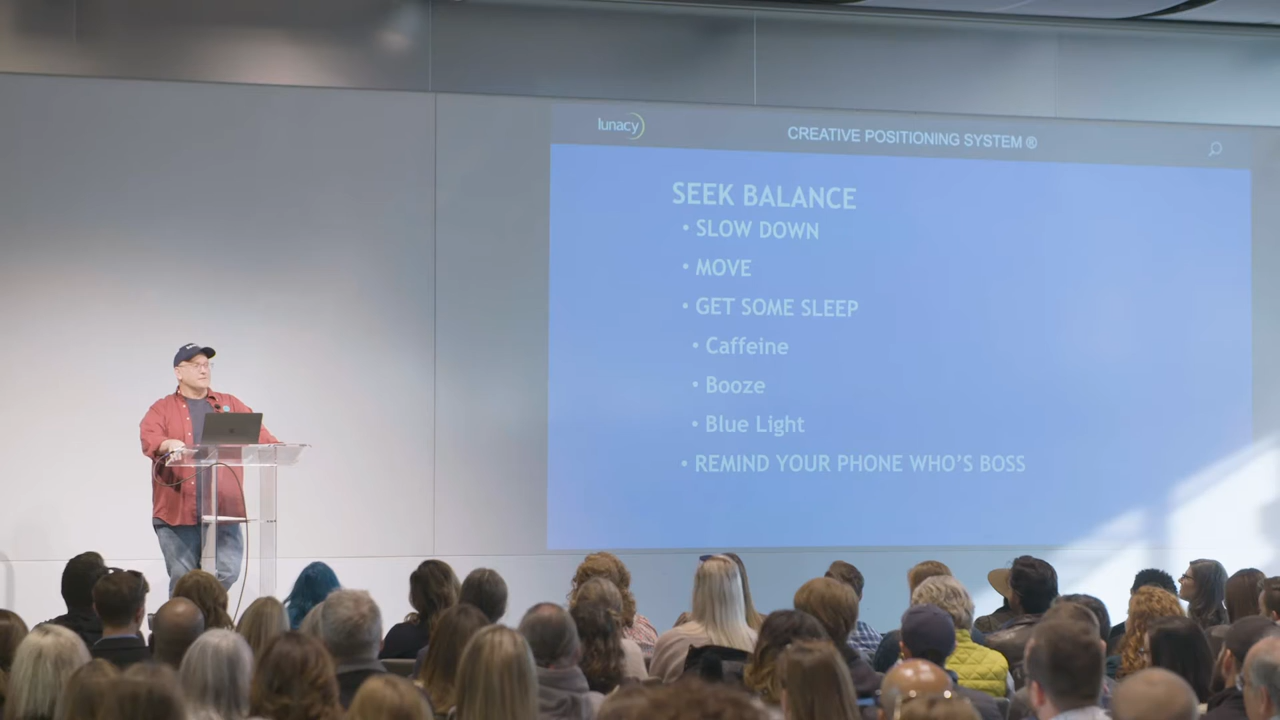 lunacy
CREATIVE POSITIONING SYSTEM ®
SEEK BALANCE
• SLOW DOWN
• MOVE
• GET SOME SLEEP
• Caffeine
• Booze
• Blue Light
• REMIND YOUR PHONE WHO'S BOSS